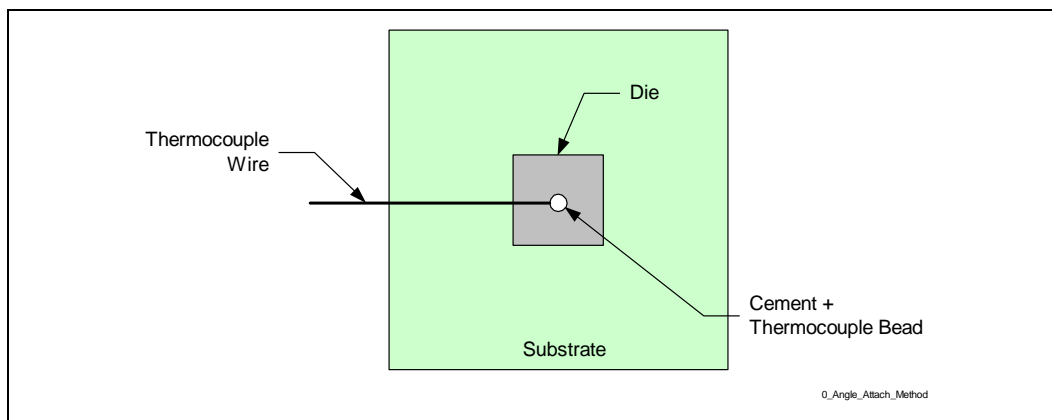 Die
Thermocouple
Wire
Cement +
Thermocouple Bead
Substrate
0_Angle_Attach_Method